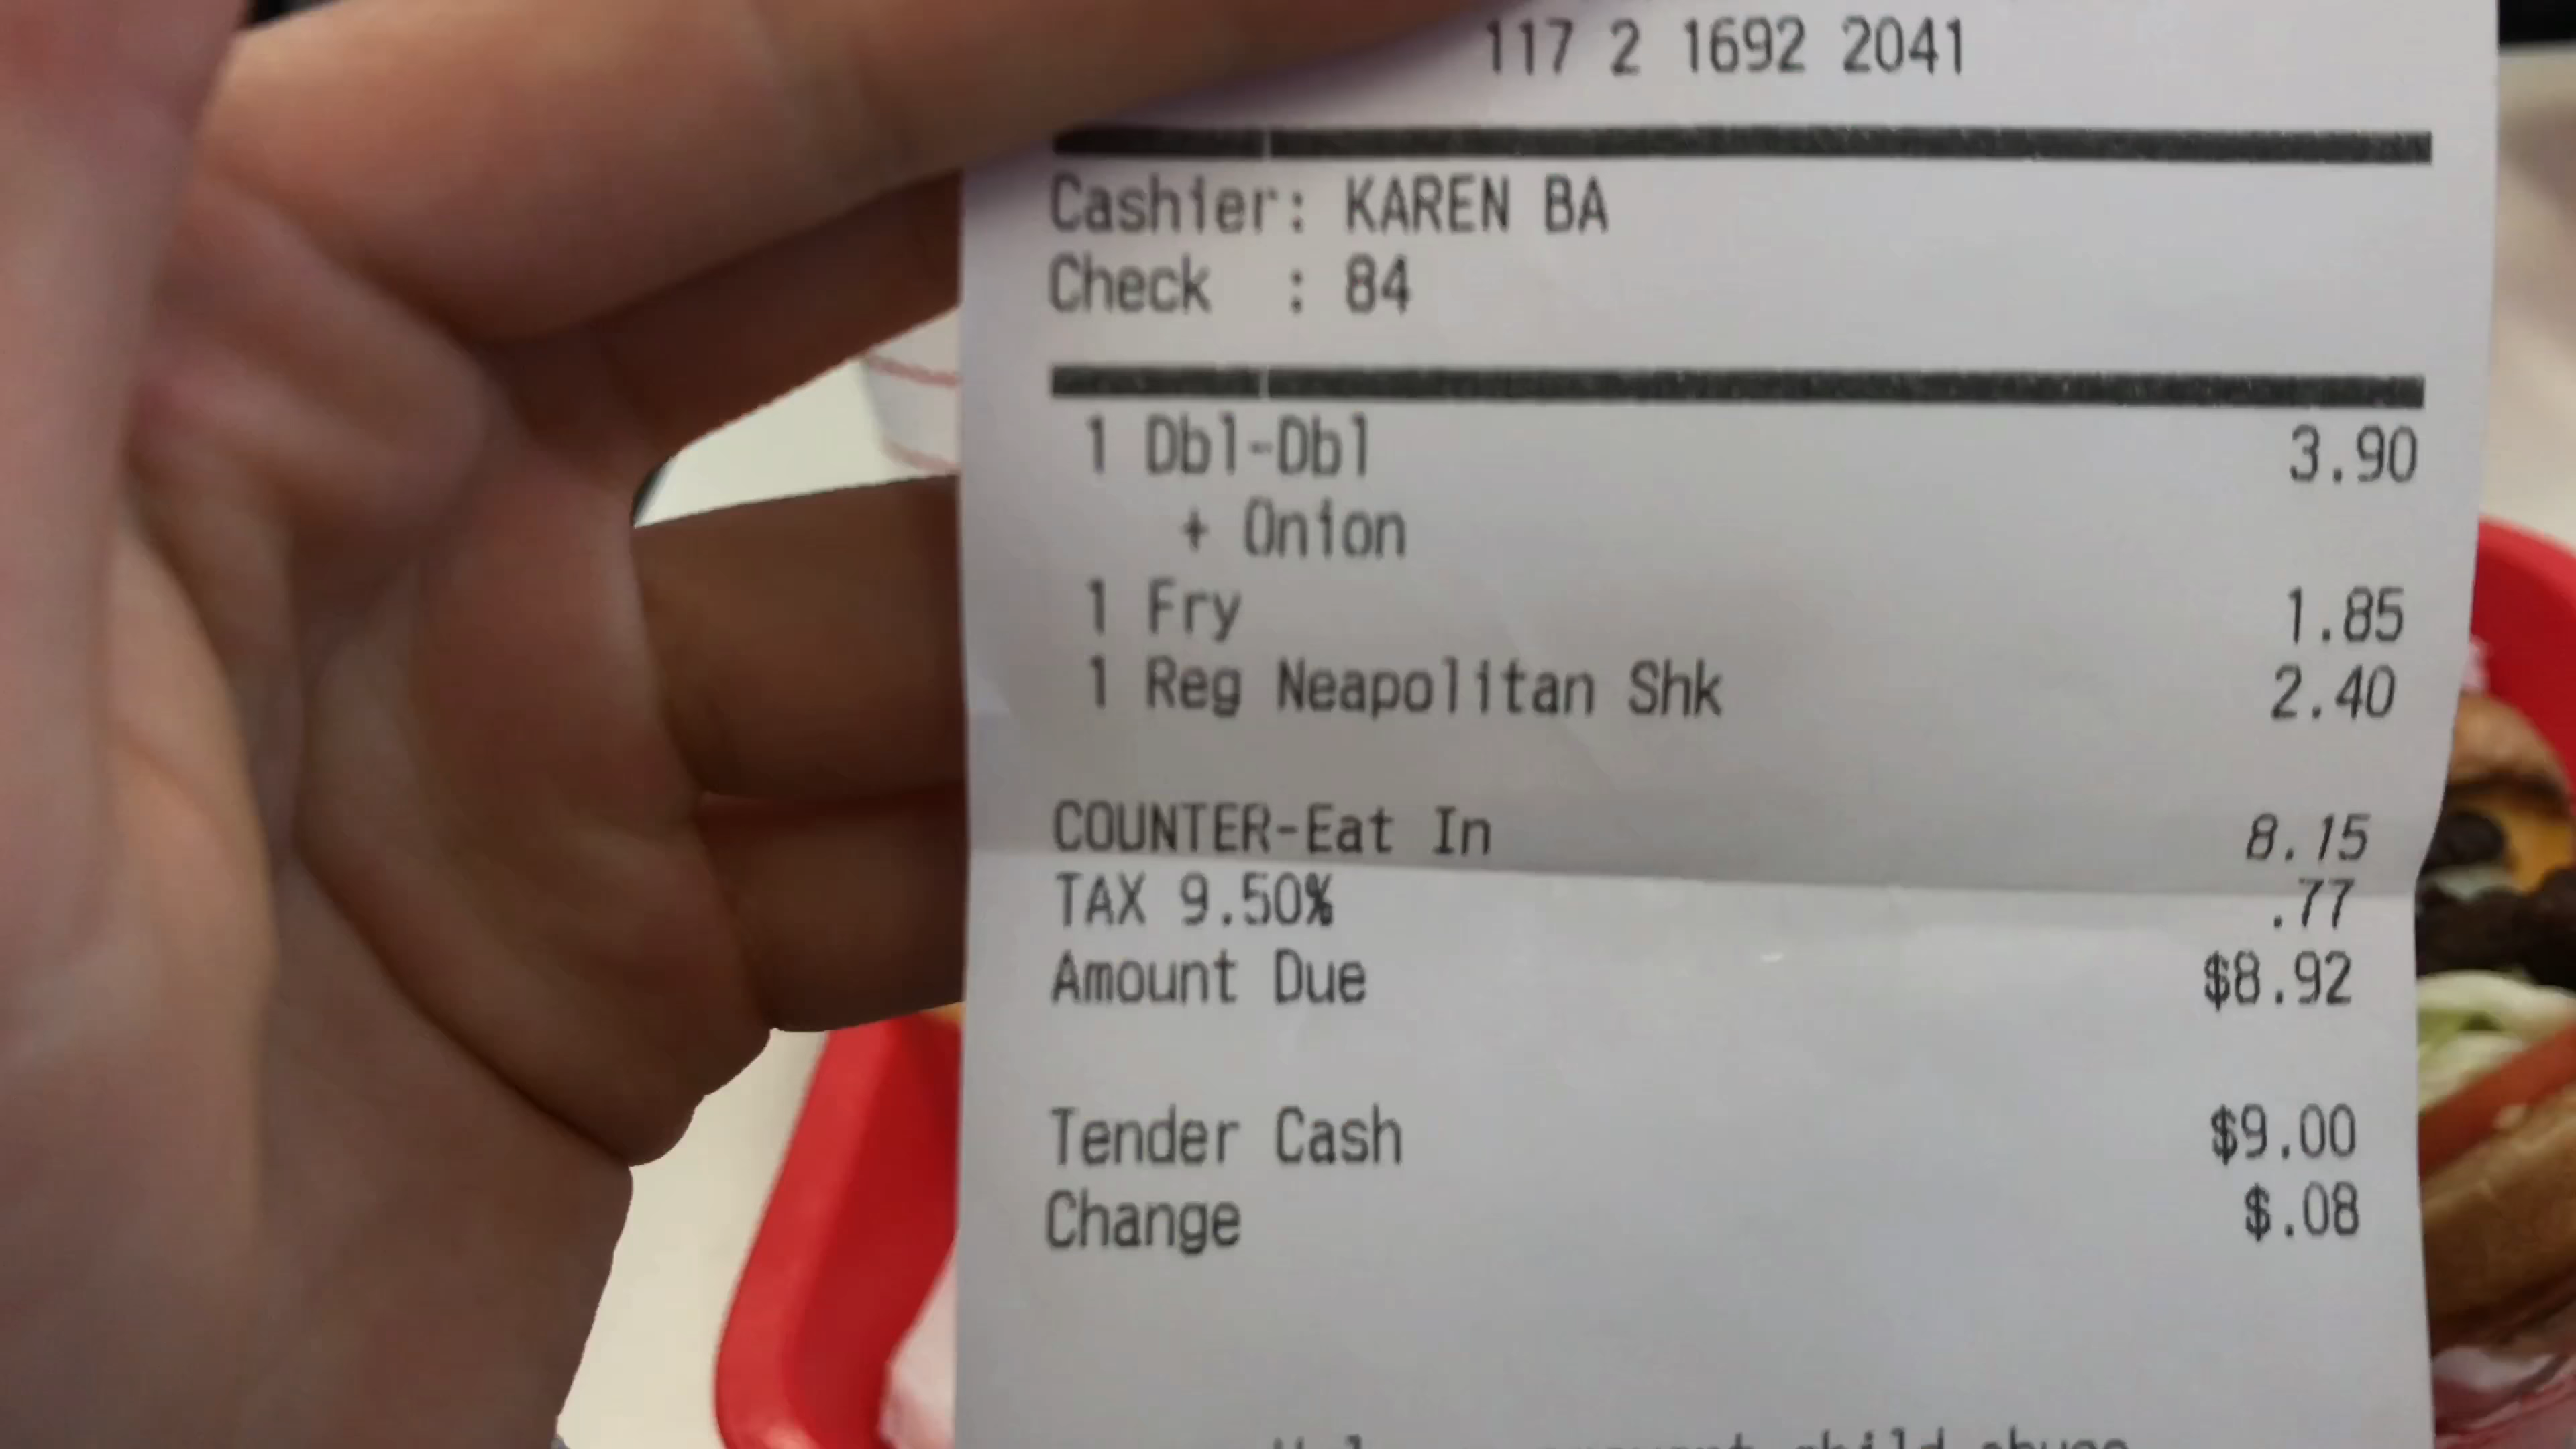 117 2 1692 2041
Cashier: KAREN BA
Check : 84
1 Dbl-Dbl 3.90
+ Onion
1 Fry 1.85
1 Reg Neapolitan Shk 2.40
COUNTER-Eat In 8.15
TAX 9.50% .77
Amount Due $8.92
Tender Cash $9.00
Change $.08
child abuse